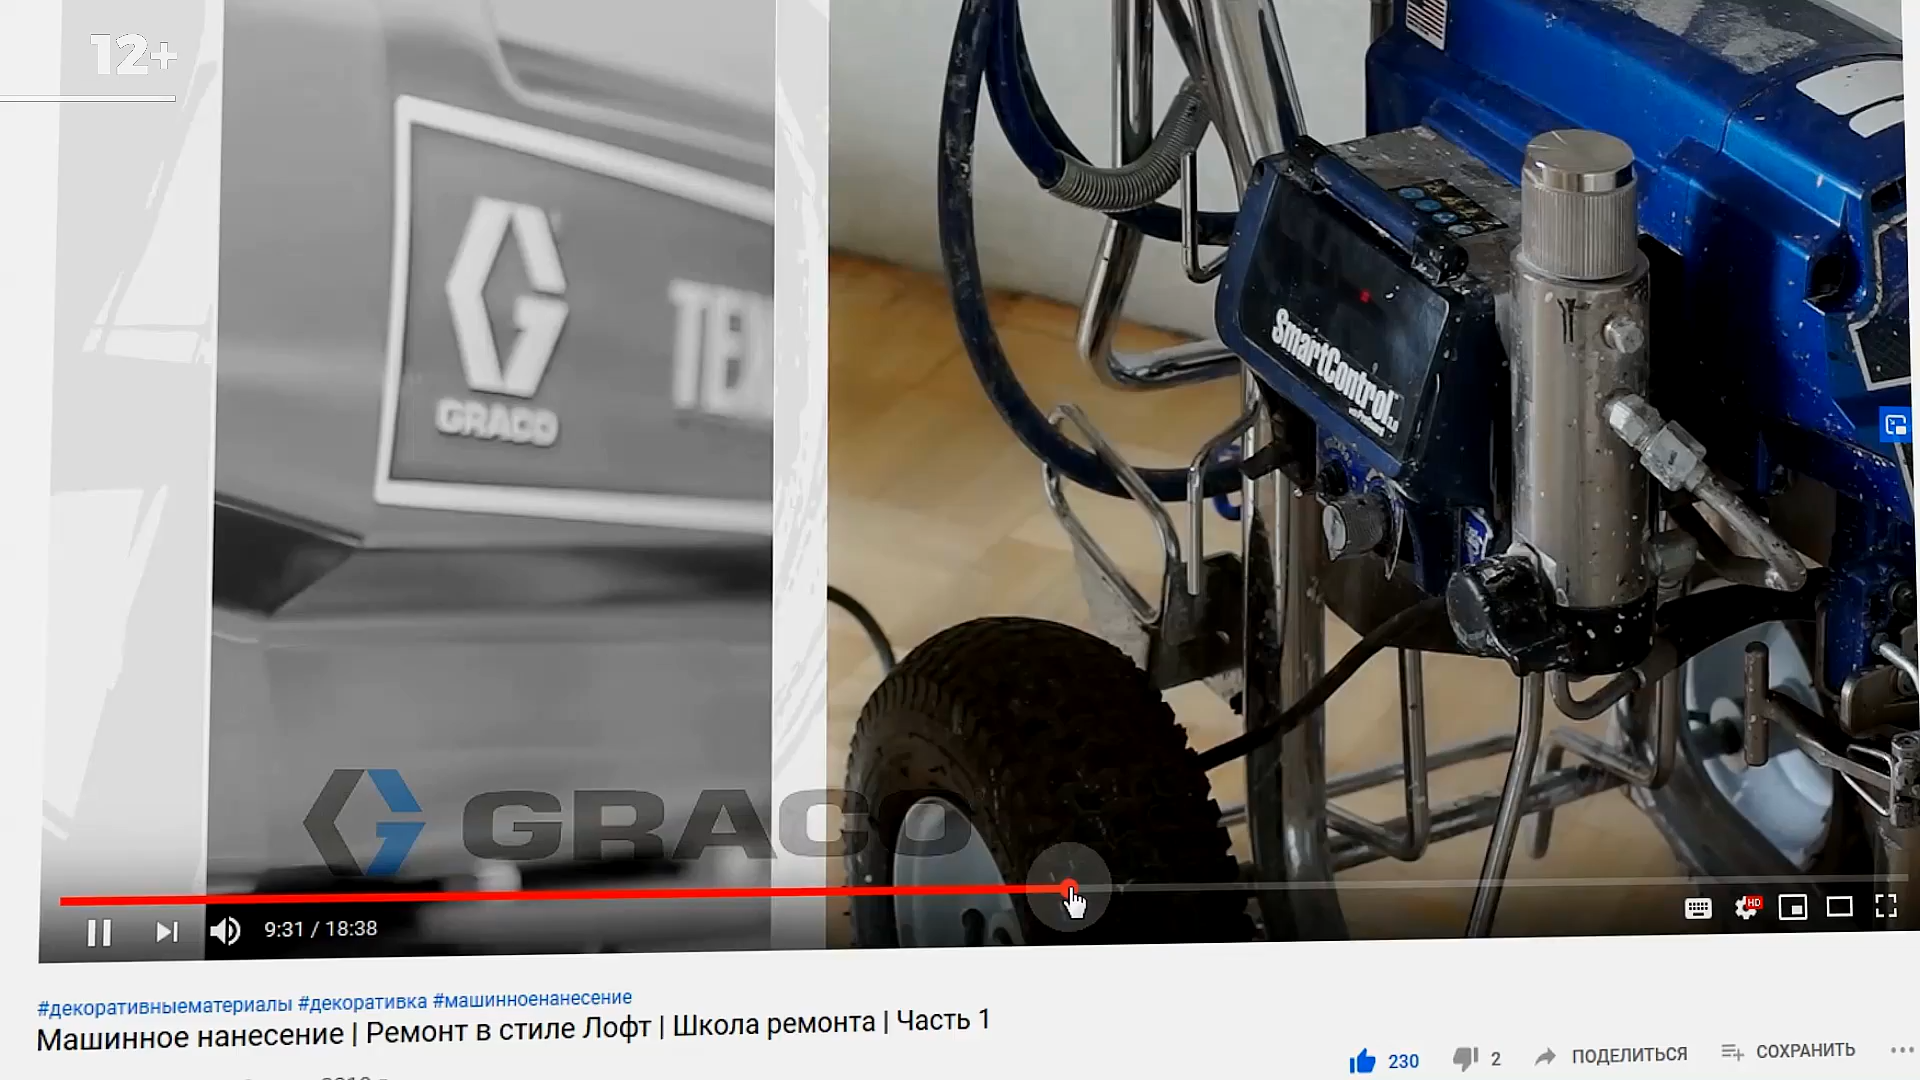 12+
GRACO
SmartControl
GRACO
HD
9:31 / 18:38
#декоративныематериалы #декоративка #машинноенанесение
Машинное нанесение | Ремонт в стиле Лофт | Школа ремонта | Часть 1
230
2
ПОДЕЛИТЬСЯ
СОХРАНИТЬ